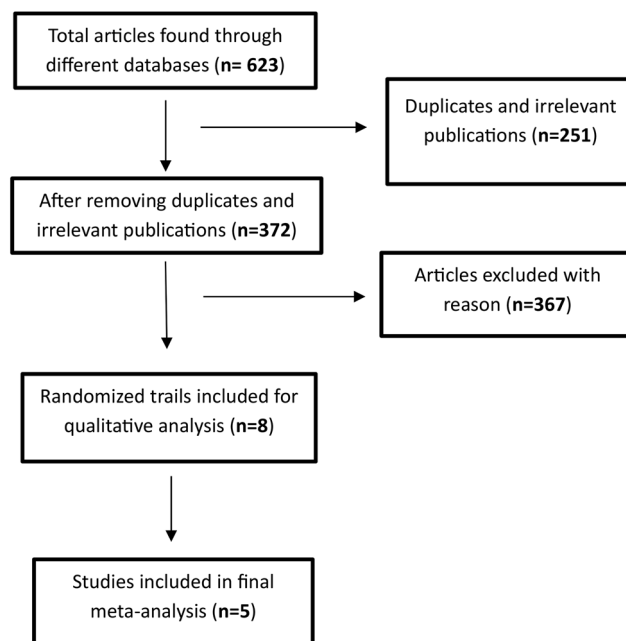 Total articles found through
different databases (n= 623)
Duplicates and irrelevant
publications (n=251)
After removing duplicates and
irrelevant publications (n=372)
Articles excluded with
reason (n=367)
Randomized trails included for
qualitative analysis (n=8)
Studies included in final
meta-analysis (n=5)